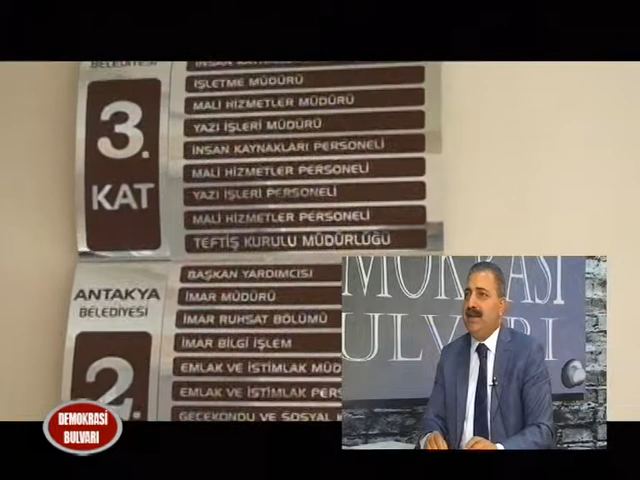 BELEDİYESİ
3.
KAT
İŞLETME MÜDÜRÜ
MALİ HİZMETLER MÜDÜRÜ
YAZI İŞLERİ MÜDÜRÜ
İNSAN KAYNAKLARI PERSONELİ
MALİ HİZMETLER PERSONELİ
YAZI İŞLERİ PERSONELİ
MALİ HİZMETLER PERSONELİ
TEFTİŞ KURULU MÜDÜRLÜĞÜ
ANTAKYA
BELEDİYESİ
2.
BAŞKAN YARDIMCISI
İMAR MÜDÜRÜ
İMAR RUHSAT BÖLÜMÜ
İMAR BİLGİ İŞLEM
EMLAK VE İSTİMLAK MÜD
EMLAK VE İSTİMLAK PERS
GECEKONDU VE SOSYAL
MOKRASİ
ULVARI
DEMOKRASİ
BULVARI